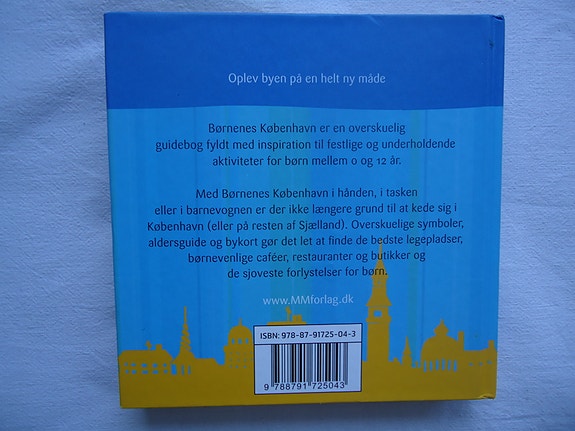 Oplev byen på en helt ny måde
Børnenes København er en overskuelig
guidebog fyldt med inspiration til festlige og underholdende
aktiviteter for børn mellem 0 og 12 år.
Med Børnenes København i hånden, i tasken
eller i barnevognen er der ikke længere grund til at kede sig i
København (eller på resten af Sjælland). Overskuelige symboler,
aldersguide og bykort gør det let at finde de bedste legepladser,
børnevenlige caféer, restauranter og butikker og
de sjoveste forlystelser for børn.
www.MMforlag.dk
ISBN: 978-87-91725-04-3
9 788791 725043